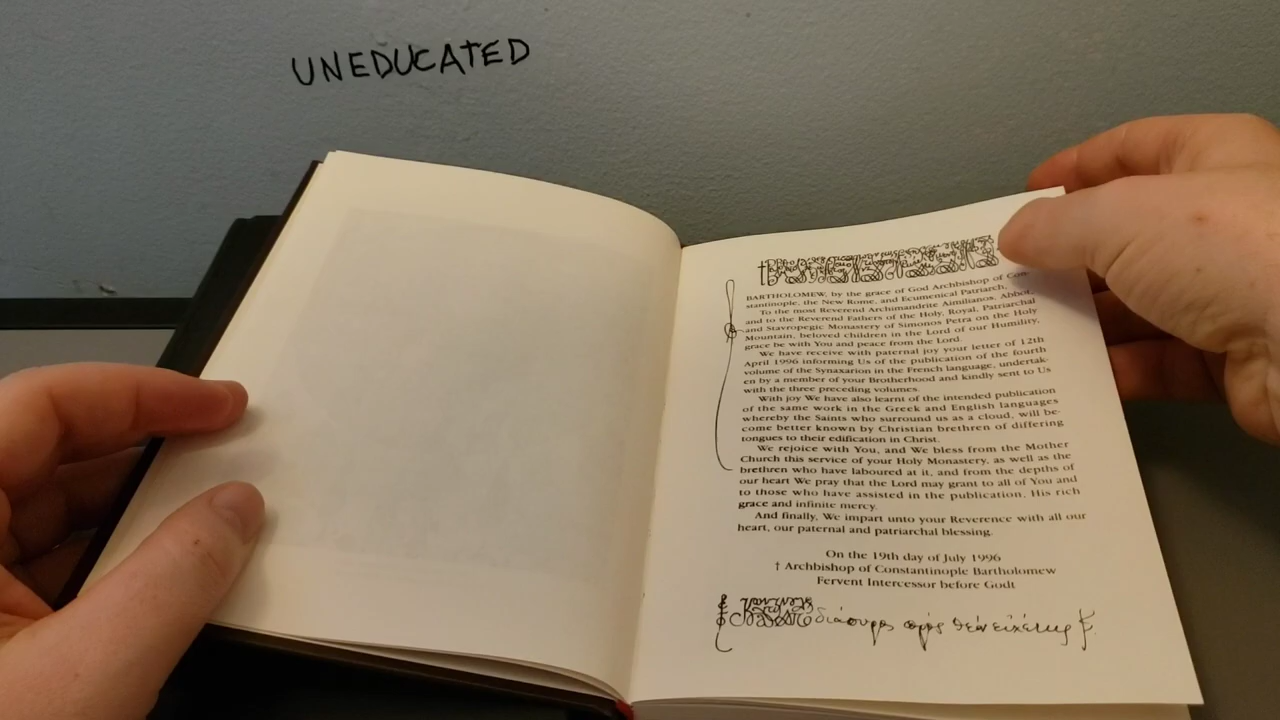 UNEDUCATED
BARTHOLOMEW, by the grace of God Archbishop of Con-
stantinople, the New Rome, and Ecumenical Patriarch,
To the most Reverend Archimandrite Aimilianos, Abbot,
and to the Reverend Fathers of the Holy, Royal, Patriarchal
and Stavropegic Monastery of Simonos Petra on the Holy
Mountain, beloved children in the Lord of our Humility,
grace be with You and peace from the Lord.
We have receive with paternal joy your letter of 12th
April 1996 informing Us of the publication of the fourth
volume of the Synaxarion in the French language, undertak-
en by a member of your Brotherhood and kindly sent to Us
with the three preceding volumes.
With joy We have also learnt of the intended publication
of the same work in the Greek and English languages
whereby the Saints who surround us as a cloud, will be-
come better known by Christian brethren of differing
tongues to their edification in Christ.
We rejoice with You, and We bless from the Mother
Church this service of your Holy Monastery, as well as the
brethren who have laboured at it, and from the depths of
our heart We pray that the Lord may grant to all of You and
to those who have assisted in the publication, His rich
grace and infinite mercy.
And finally, We impart unto your Reverence with all our
heart, our paternal and patriarchal blessing.
On the 19th day of July 1996
† Archbishop of Constantinople Bartholomew
Fervent Intercessor before Godt